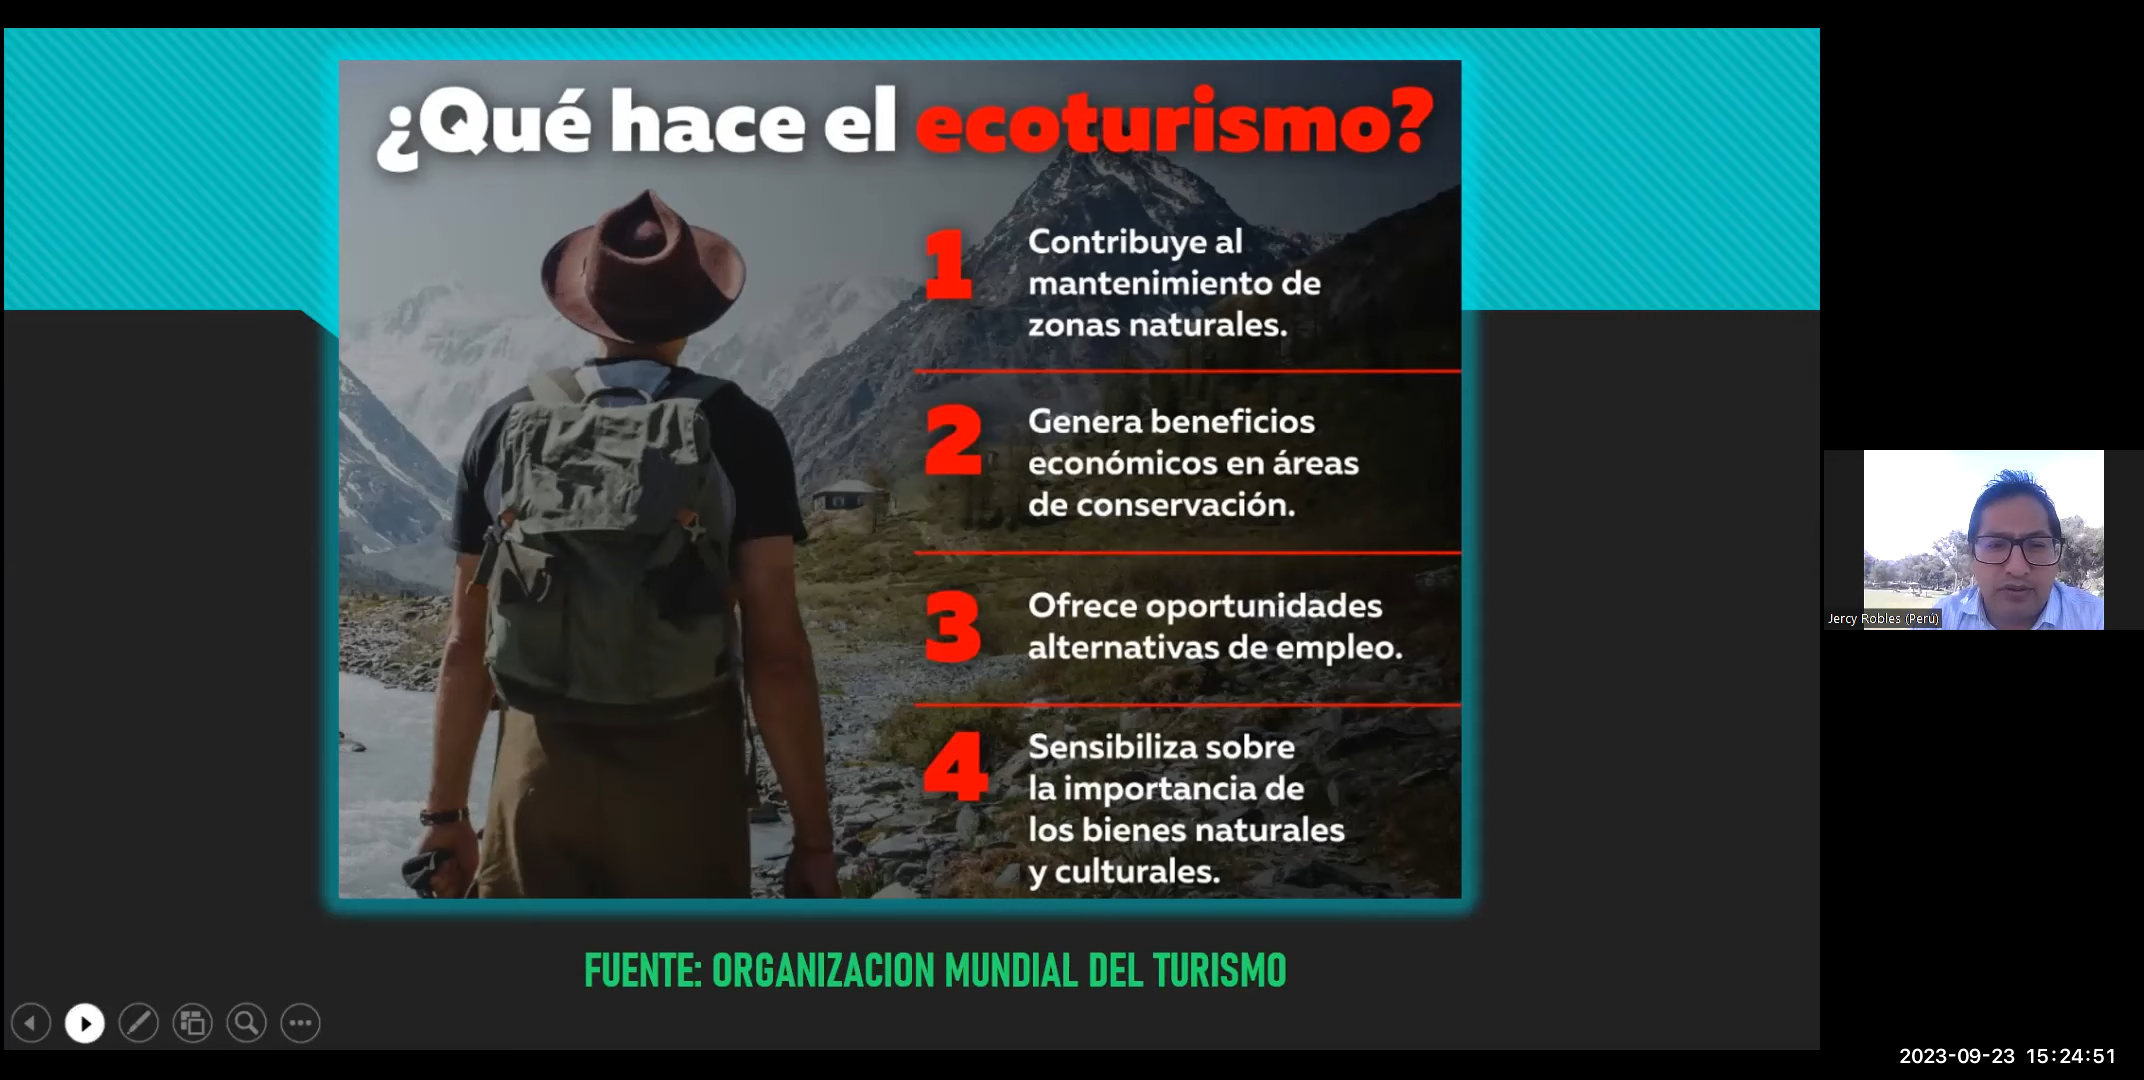 ¿Qué hace el ecoturismo?
1
Contribuye al
mantenimiento de
zonas naturales.
2
Genera beneficios
económicos en áreas
de conservación.
3
Ofrece oportunidades
alternativas de empleo.
4
Sensibiliza sobre
la importancia de
los bienes naturales
y culturales.
FUENTE: ORGANIZACION MUNDIAL DEL TURISMO
Jercy Robles (Perú)
2023-09-23 15:24:51